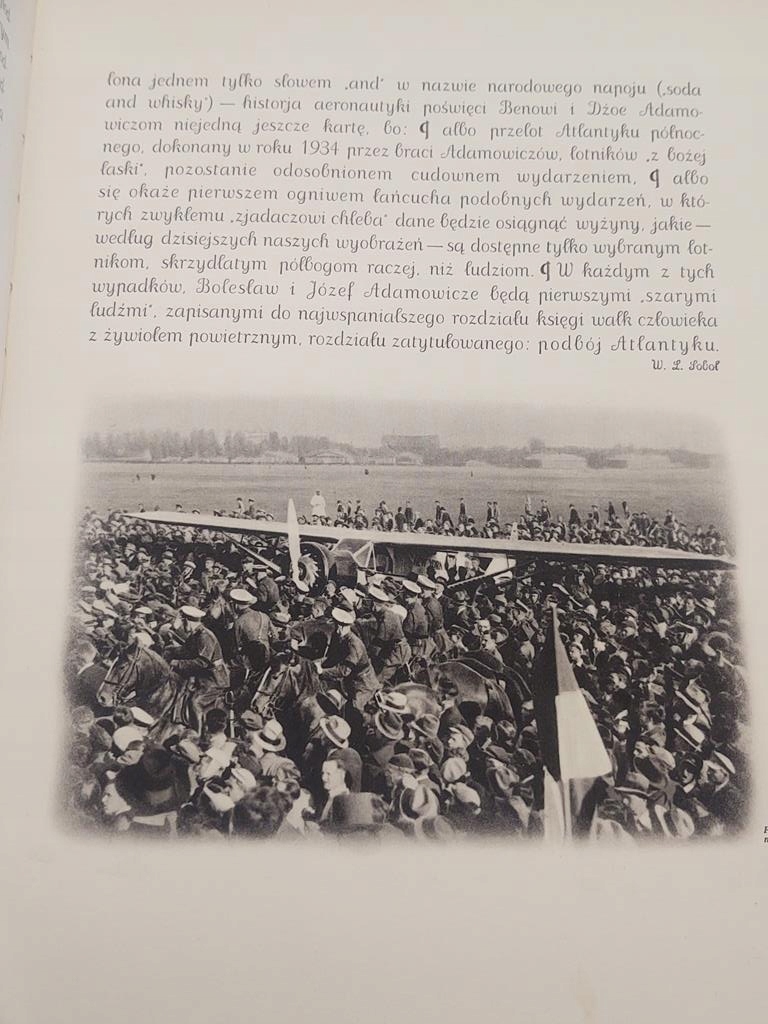 lona jednem tylko słowem „and" w nazwie narodowego napoju („soda
and whisky") — historja aeronautyki poświęci Benowi i Dżoe Adamo-
wiczom niejedną jeszcze kartę, bo: ¶ albo przelot Atlantyku północ-
nego, dokonany w roku 1934 przez braci Adamowiczów, lotników „z bożej
łaski", pozostanie odosobnionem cudownem wydarzeniem, ¶ albo
się okaże pierwszem ogniwem łańcucha podobnych wydarzeń, w któ-
rych zwykłemu „zjadaczowi chleba" dane będzie osiągnąć wyżyny, jakie —
według dzisiejszych naszych wyobrażeń — są dostępne tylko wybranym lot-
nikom, skrzydlatym półbogom raczej, niż ludziom. ¶ W każdym z tych
wypadków, Bolesław i Józef Adamowicze będą pierwszymi „szarymi
ludźmi", zapisanymi do najwspanialszego rozdziału księgi walk człowieka
z żywiołem powietrznym, rozdziału zatytułowanego: podbój Atlantyku.
W. L. Sobol